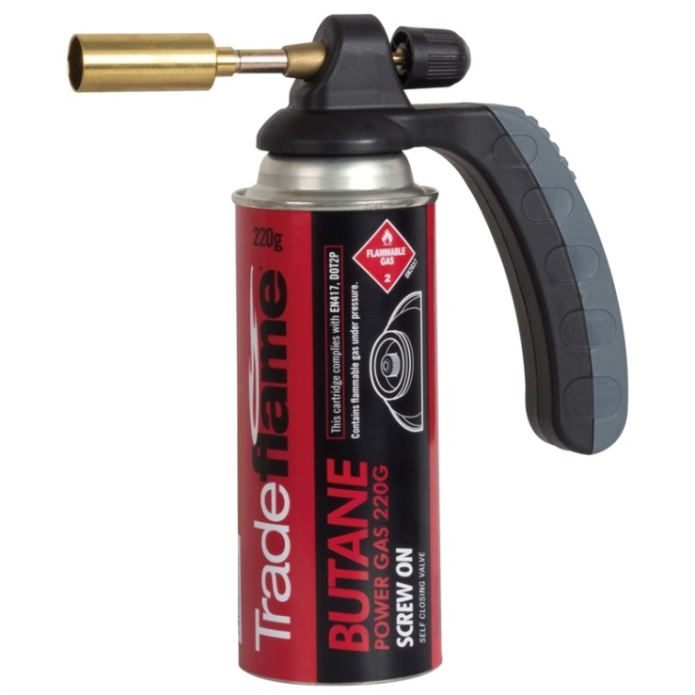 220g
Tradeflame
This cartridge complies with EN417, DOT2P
Contains flammable gas under pressure.
FLAMMABLE
GAS
2
UN2037
BUTANE
POWER GAS 220G
SCREW ON
SELF CLOSING VALVE